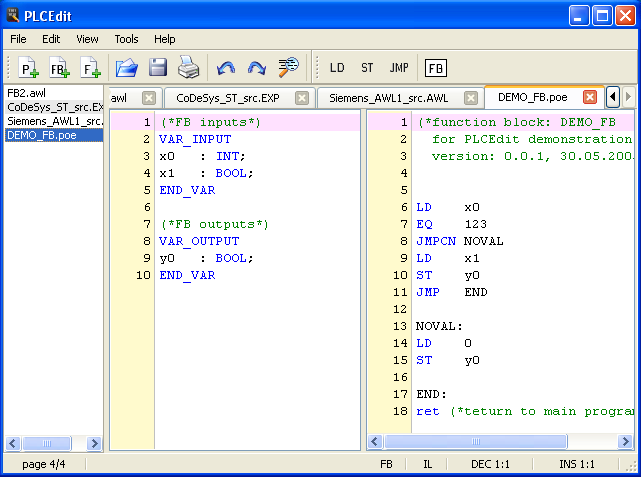 PLCEdit
File Edit View Tools Help
P FB F LD ST JMP FB
FB2.awl
CoDeSys_ST_src.EX
Siemens_AWL1_src.
DEMO_FB.poe
awl CoDeSys_ST_src.EXP Siemens_AWL1_src.AWL DEMO_FB.poe
1 (*FB inputs*)
2 VAR_INPUT
3 x0 : INT;
4 x1 : BOOL;
5 END_VAR
6
7 (*FB outputs*)
8 VAR_OUTPUT
9 y0 : BOOL;
10 END_VAR
1 (*function block: DEMO_FB
2 for PLCEdit demonstration
3 version: 0.0.1, 30.05.200
4
5
6 LD x0
7 EQ 123
8 JMPCN NOVAL
9 LD x1
10 ST y0
11 JMP END
12
13 NOVAL:
14 LD 0
15 ST y0
16
17 END:
18 ret (*teturn to main progra
page 4/4 FB IL DEC 1:1 INS 1:1